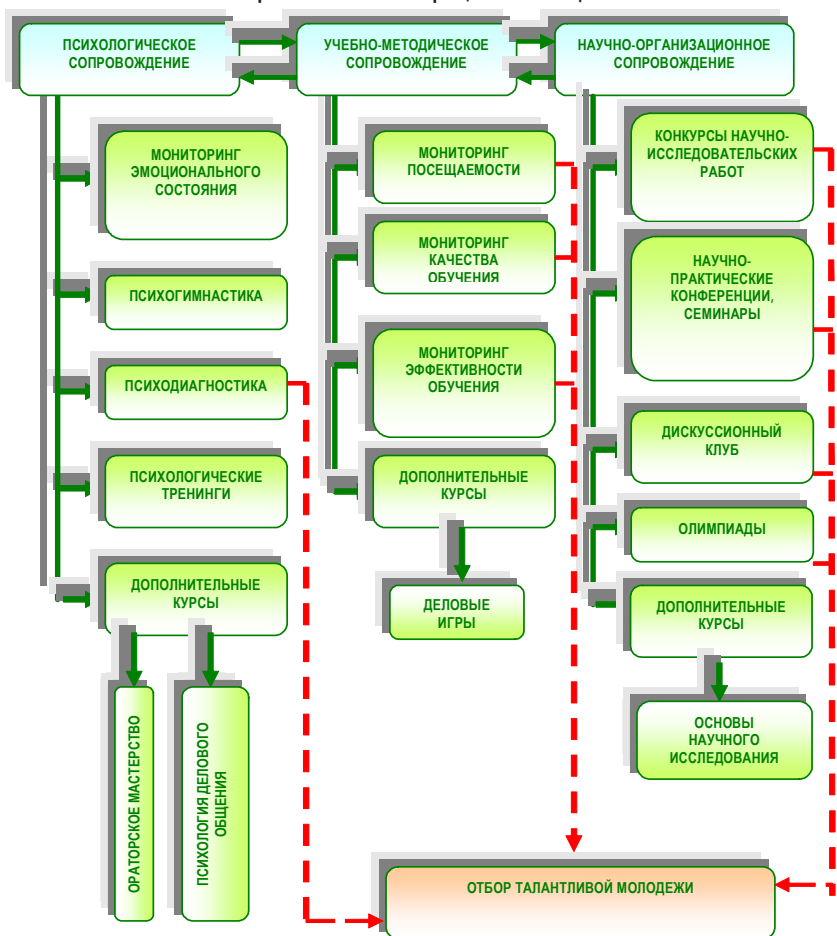 ПСИХОЛОГИЧЕСКОЕ
СОПРОВОЖДЕНИЕ
УЧЕБНО-МЕТОДИЧЕСКОЕ
СОПРОВОЖДЕНИЕ
НАУЧНО-ОРГАНИЗАЦИОННОЕ
СОПРОВОЖДЕНИЕ
МОНИТОРИНГ
ЭМОЦИОНАЛЬНОГО
СОСТОЯНИЯ
ПСИХОГИМНАСТИКА
ПСИХОДИАГНОСТИКА
ПСИХОЛОГИЧЕСКИЕ
ТРЕНИНГИ
ДОПОЛНИТЕЛЬНЫЕ
КУРСЫ
ОРАТОРСКОЕ МАСТЕРСТВО
ПСИХОЛОГИЯ ДЕЛОВОГО
ОБЩЕНИЯ
МОНИТОРИНГ
ПОСЕЩАЕМОСТИ
МОНИТОРИНГ
КАЧЕСТВА
ОБУЧЕНИЯ
МОНИТОРИНГ
ЭФФЕКТИВНОСТИ
ОБУЧЕНИЯ
ДОПОЛНИТЕЛЬНЫЕ
КУРСЫ
ДЕЛОВЫЕ
ИГРЫ
КОНКУРСЫ НАУЧНО-
ИССЛЕДОВАТЕЛЬСКИХ
РАБОТ
НАУЧНО-
ПРАКТИЧЕСКИЕ
КОНФЕРЕНЦИИ,
СЕМИНАРЫ
ДИСКУССИОННЫЙ
КЛУБ
ОЛИМПИАДЫ
ДОПОЛНИТЕЛЬНЫЕ
КУРСЫ
ОСНОВЫ
НАУЧНОГО
ИССЛЕДОВАНИЯ
ОТБОР ТАЛАНТЛИВОЙ МОЛОДЕЖИ